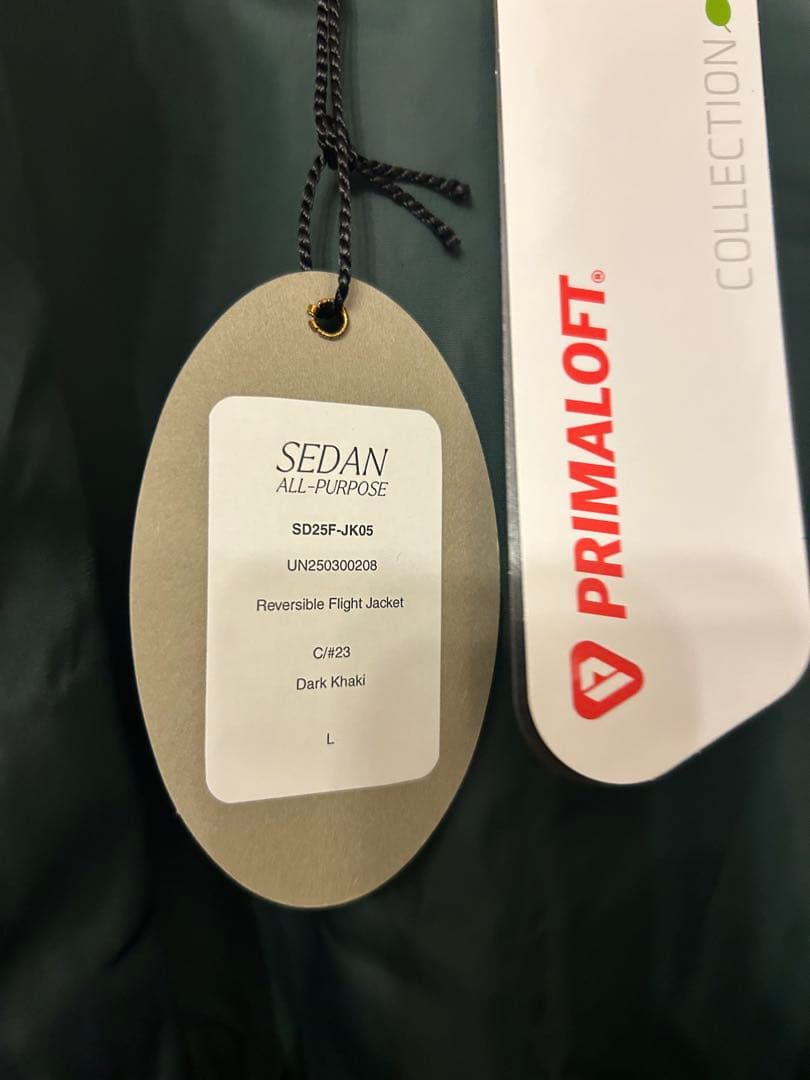 SEDAN
ALL-PURPOSE
SD25F-JK05
UN250300208
Reversible Flight Jacket
C/#23
Dark Khaki
L
PRIMALOFT®
COLLECTION